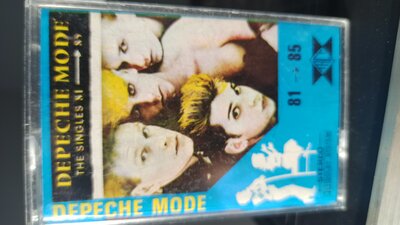 DEPECHE MODE
THE SINGLES 81 → 85
81 → 85
DEPECHE MODE